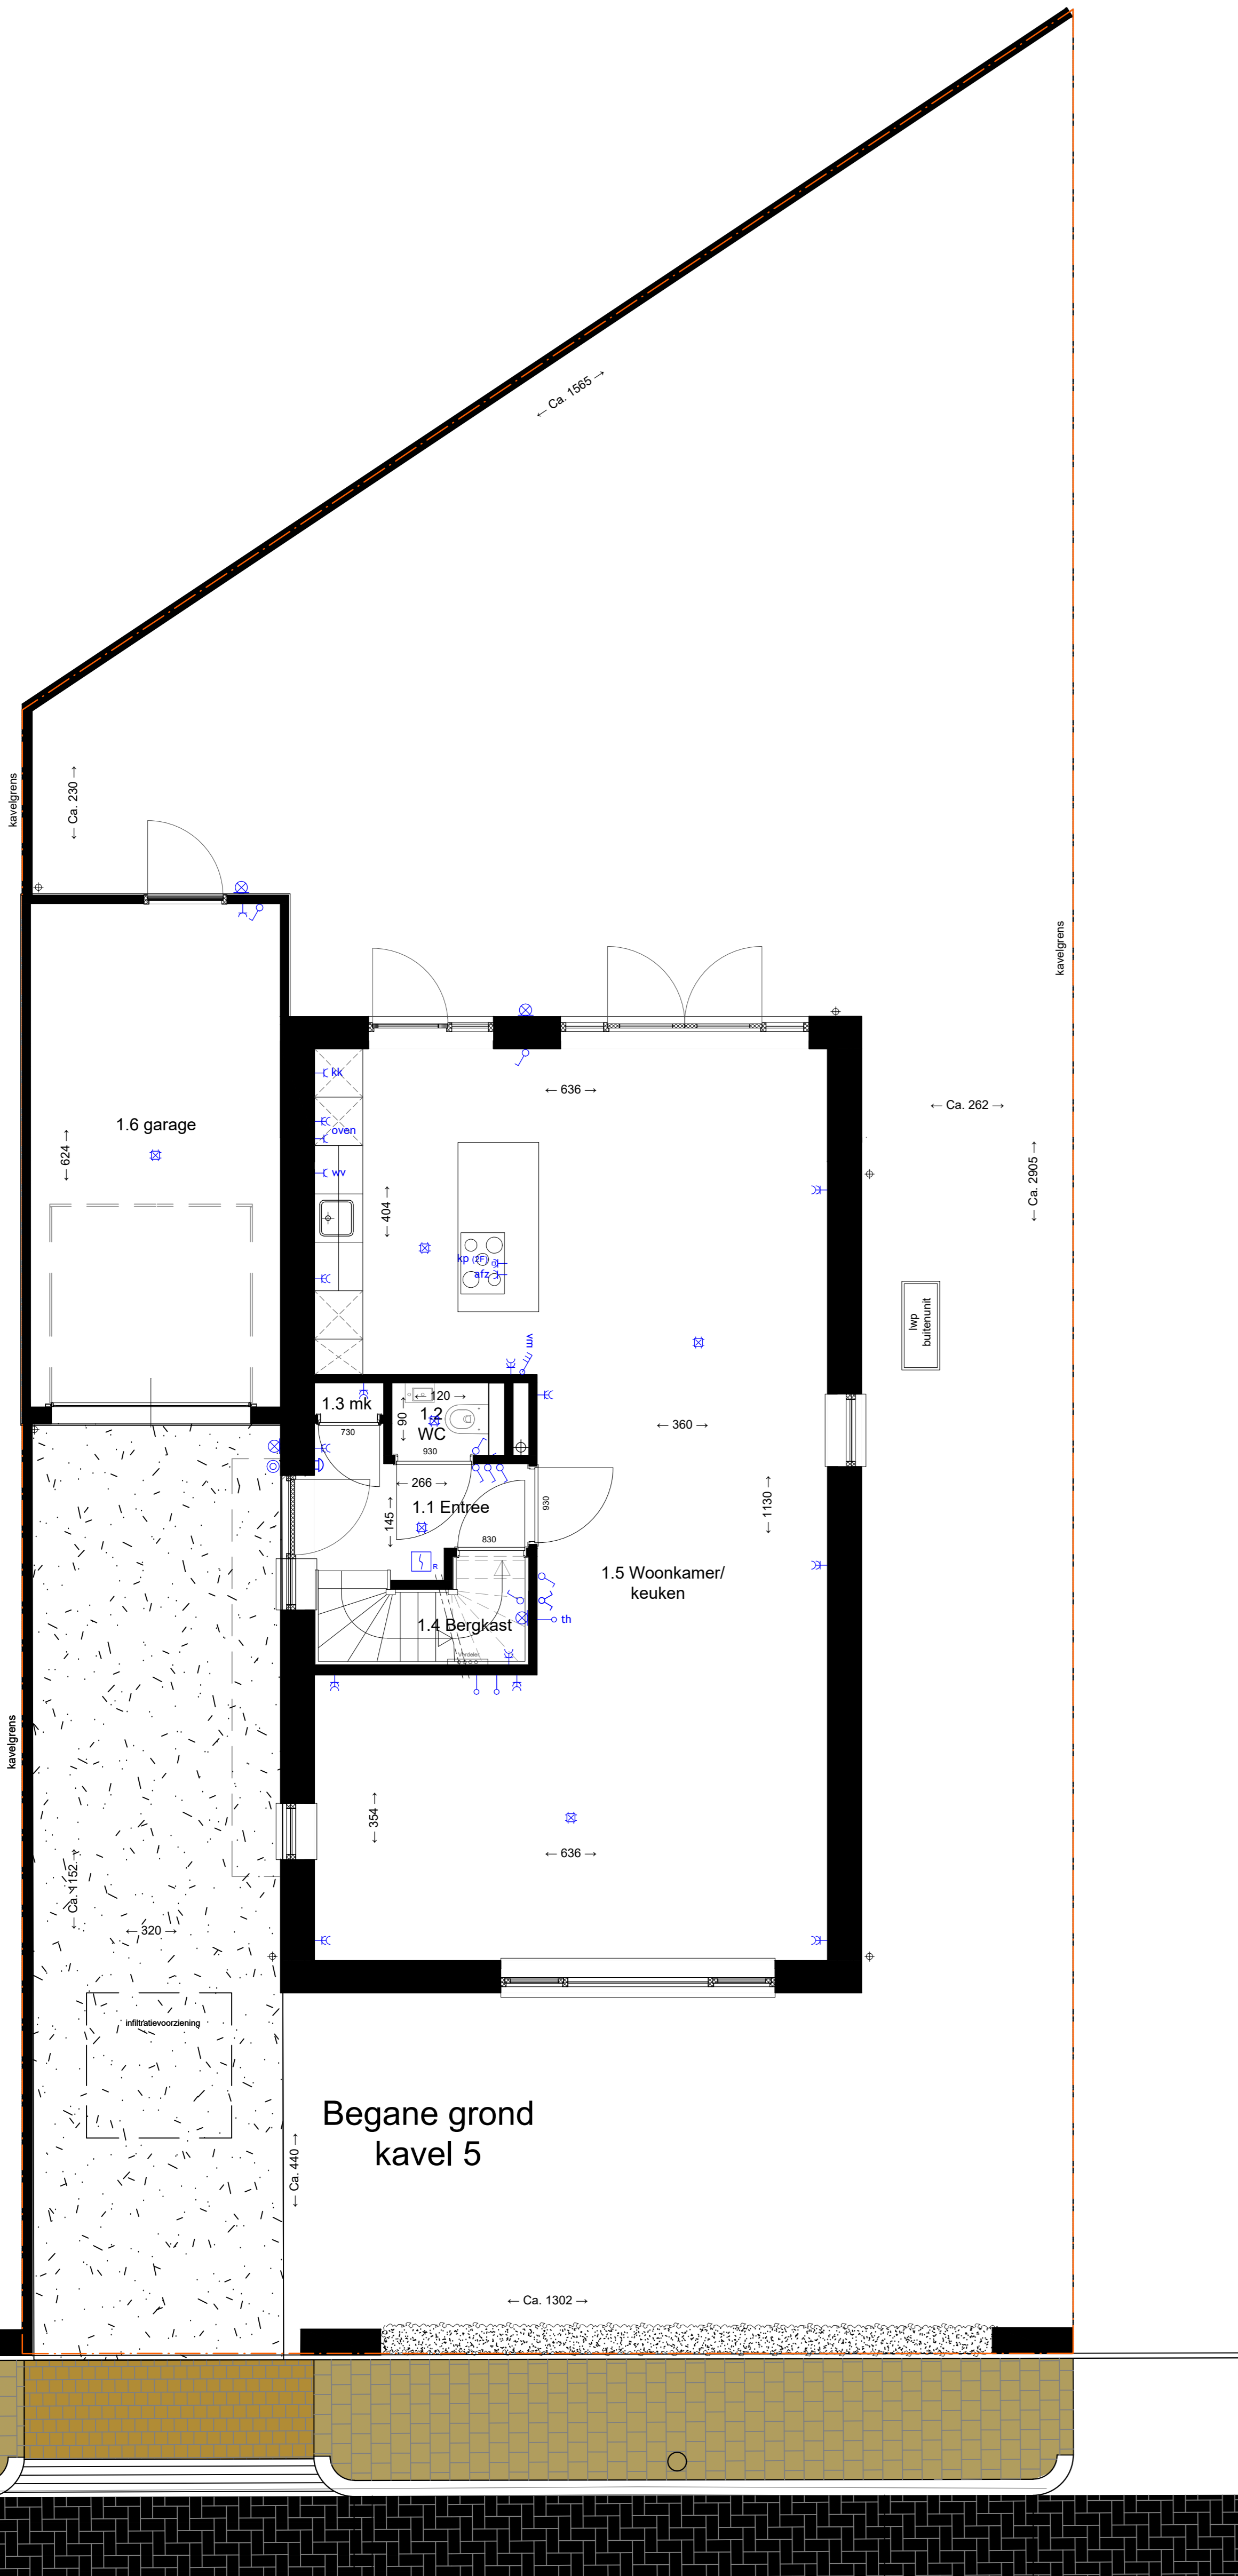 ← Ca. 1565 →
kavelgrens
← Ca. 230 →
kavelgrens
← 636 →
← Ca. 262 →
kk
1.6 garage
oven
← 624 →
wv
← Ca. 2905 →
← 404 →
kp (2F)
afz
lwp
buitenunit
vm
1.3 mk
← 120 →
← 90 →
1.2
WC
730
930
← 360 →
← 266 →
1.1 Entree
930
← 145 →
← 1130 →
830
R
1.5 Woonkamer/
keuken
th
1.4 Bergkast
Verdeler
kavelgrens
← 354 →
← 636 →
← Ca. 1152 →
← 320 →
infiltratievoorziening
Begane grond
kavel 5
← Ca. 440 →
← Ca. 1302 →